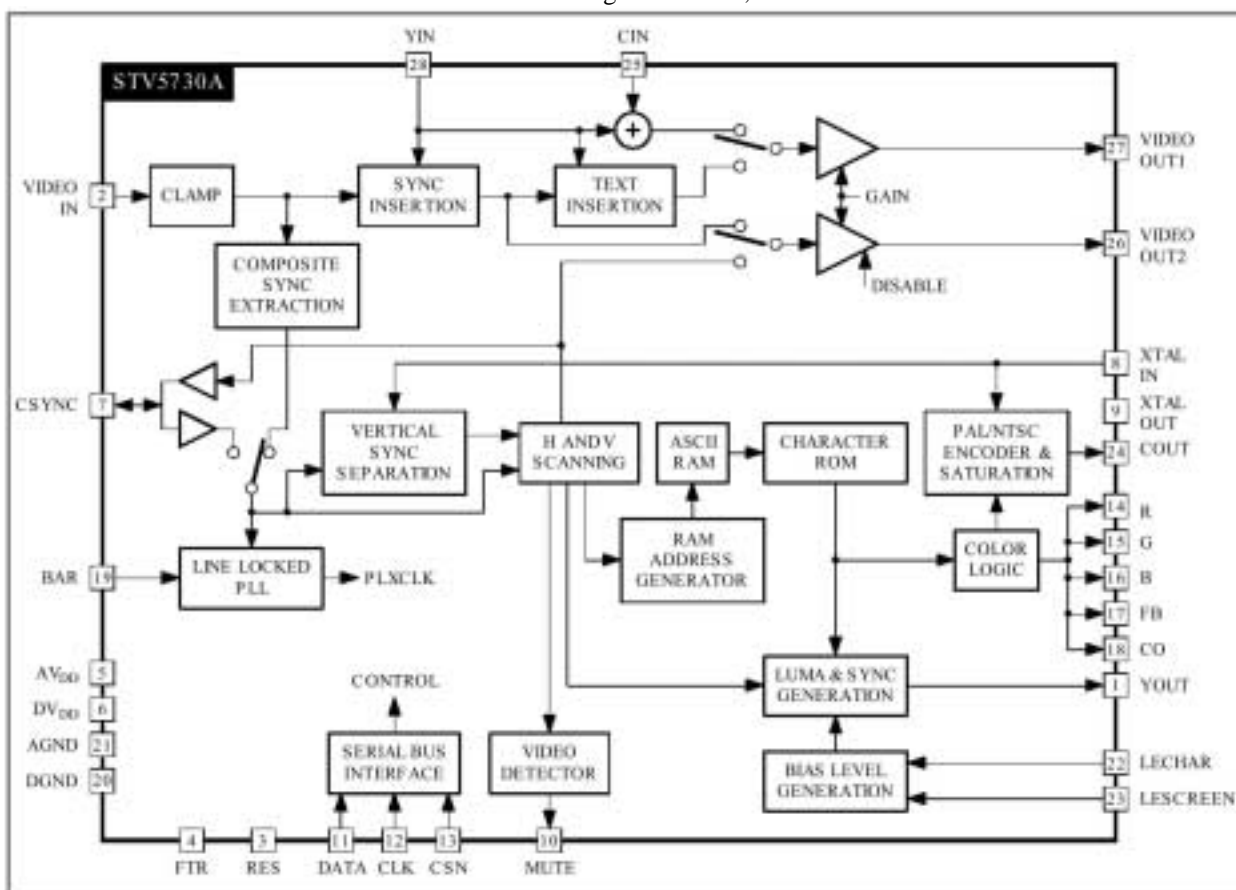 YIN
CIN
28
25
STV5730A
VIDEO
IN
2
CLAMP
SYNC
INSERTION
TEXT
INSERTION
+
GAIN
27
VIDEO
OUT1
26
VIDEO
OUT2
DISABLE
COMPOSITE
SYNC
EXTRACTION
8
XTAL
IN
CSYNC
7
9
XTAL
OUT
VERTICAL
SYNC
SEPARATION
H AND V
SCANNING
ASCII
RAM
CHARACTER
ROM
PAL/NTSC
ENCODER &
SATURATION
24
COUT
14
R
RAM
ADDRESS
GENERATOR
COLOR
LOGIC
15
G
BAR
19
LINE LOCKED
PLL
PLXCLK
16
B
17
FB
18
CO
AVDD
5
CONTROL
LUMA & SYNC
GENERATION
1
YOUT
DVDD
6
AGND
21
SERIAL BUS
INTERFACE
VIDEO
DETECTOR
BIAS LEVEL
GENERATION
22
LECHAR
DGND
20
23
LESCREEN
4
3
11
12
13
10
FTR
RES
DATA
CLK
CSN
MUTE